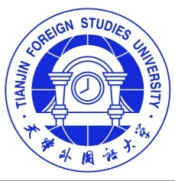 TIANJIN FOREIGN STUDIES UNIVERSITY
天津外国语大学